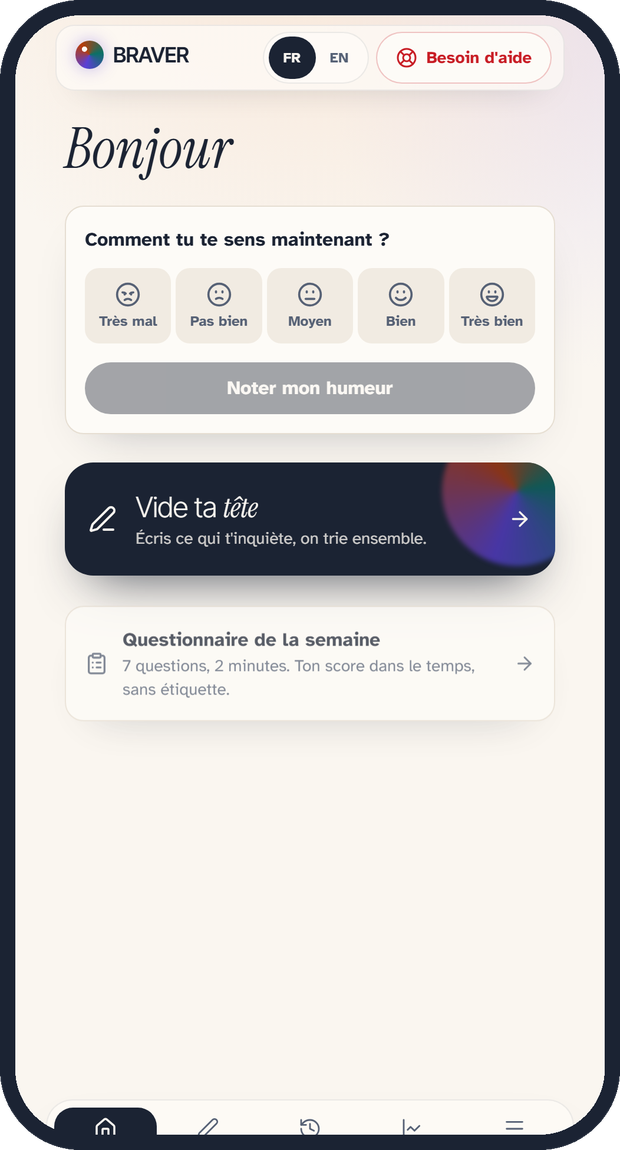 BRAVER
FR
EN
Besoin d'aide
Bonjour
Comment tu te sens maintenant ?
Très mal
Pas bien
Moyen
Bien
Très bien
Noter mon humeur
Vide ta tête
Écris ce qui t'inquiète, on trie ensemble.
Questionnaire de la semaine
7 questions, 2 minutes. Ton score dans le temps,
sans étiquette.